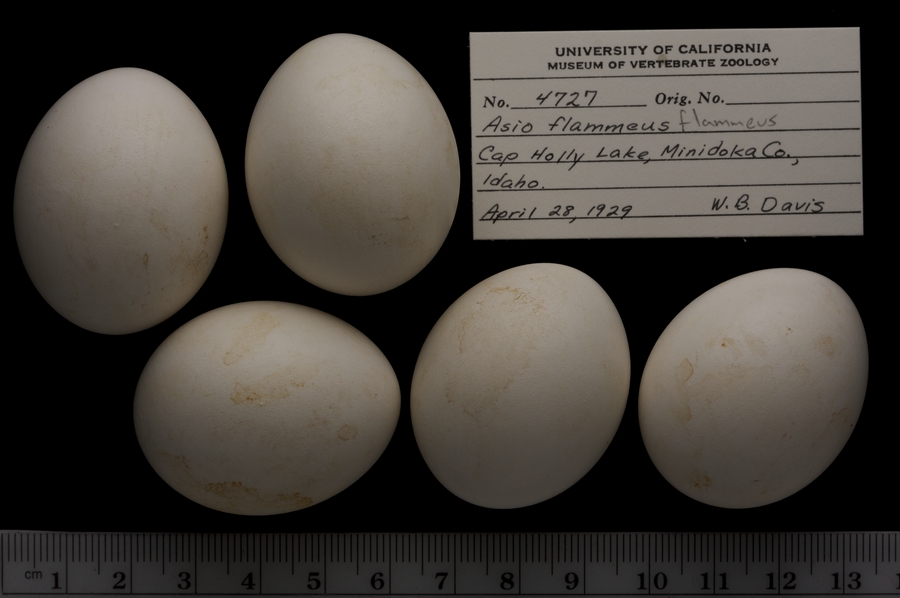 UNIVERSITY OF CALIFORNIA
MUSEUM OF VERTEBRATE ZOOLOGY
No. 4727 Orig. No.
Asio flammeus flammeus
Cap Holly Lake, Minidoka Co.,
Idaho.
April 28, 1929 W. B. Davis
cm 1 2 3 4 5 6 7 8 9 10 11 12 13